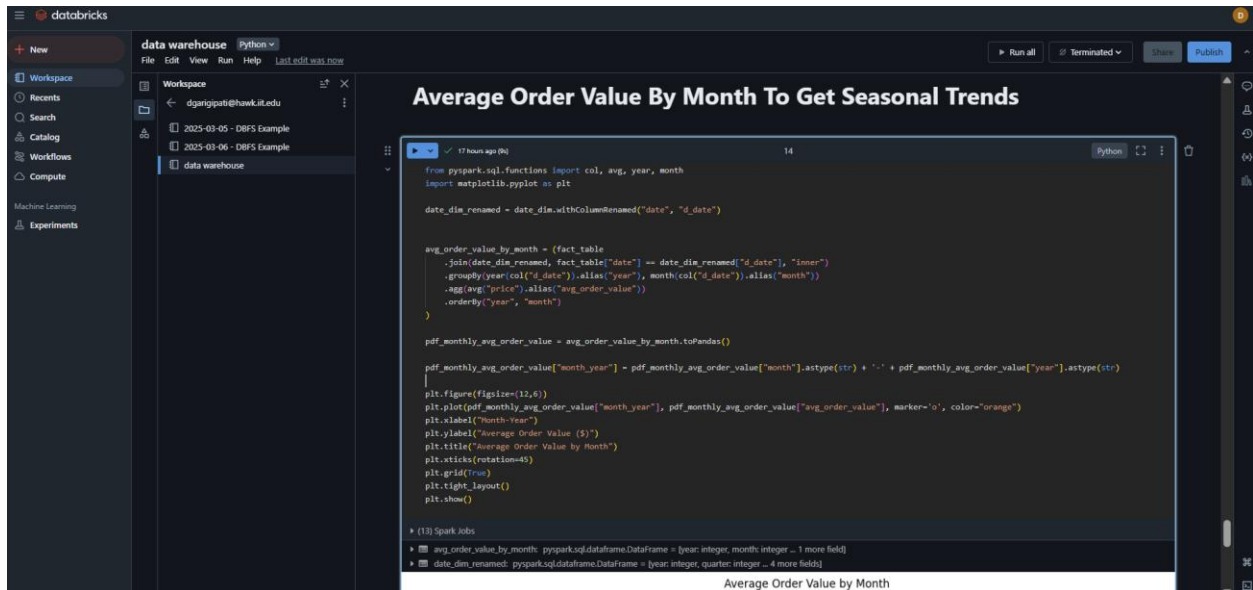 databricks
D
New
Workspace
Recents
Search
Catalog
Workflows
Compute
Machine Learning
Experiments
data warehouse Python
File Edit View Run Help Last edit was now
Run all Terminated Share Publish
Workspace
dgarigipati@hawk.iit.edu
2025-03-05 - DBFS Example
2025-03-06 - DBFS Example
data warehouse
Average Order Value By Month To Get Seasonal Trends
17 hours ago (9s) 14 Python
from pyspark.sql.functions import col, avg, year, month
import matplotlib.pyplot as plt
date_dim_renamed = date_dim.withColumnRenamed("date", "d_date")
avg_order_value_by_month = (fact_table
.join(date_dim_renamed, fact_table["date"] == date_dim_renamed["d_date"], "inner")
.groupBy(year(col("d_date")).alias("year"), month(col("d_date")).alias("month"))
.agg(avg("price").alias("avg_order_value"))
.orderBy("year", "month")
)
pdf_monthly_avg_order_value = avg_order_value_by_month.toPandas()
pdf_monthly_avg_order_value["month_year"] = pdf_monthly_avg_order_value["month"].astype(str) + '-' + pdf_monthly_avg_order_value["year"].astype(str)
plt.figure(figsize=(12,6))
plt.plot(pdf_monthly_avg_order_value["month_year"], pdf_monthly_avg_order_value["avg_order_value"], marker='o', color="orange")
plt.xlabel("Month-Year")
plt.ylabel("Average Order Value ($)")
plt.title("Average Order Value by Month")
plt.xticks(rotation=45)
plt.grid(True)
plt.tight_layout()
plt.show()
(13) Spark Jobs
avg_order_value_by_month: pyspark.sql.dataframe.DataFrame = [year: integer, month: integer ... 1 more field]
date_dim_renamed: pyspark.sql.dataframe.DataFrame = [year: integer, quarter: integer ... 4 more fields]
Average Order Value by Month